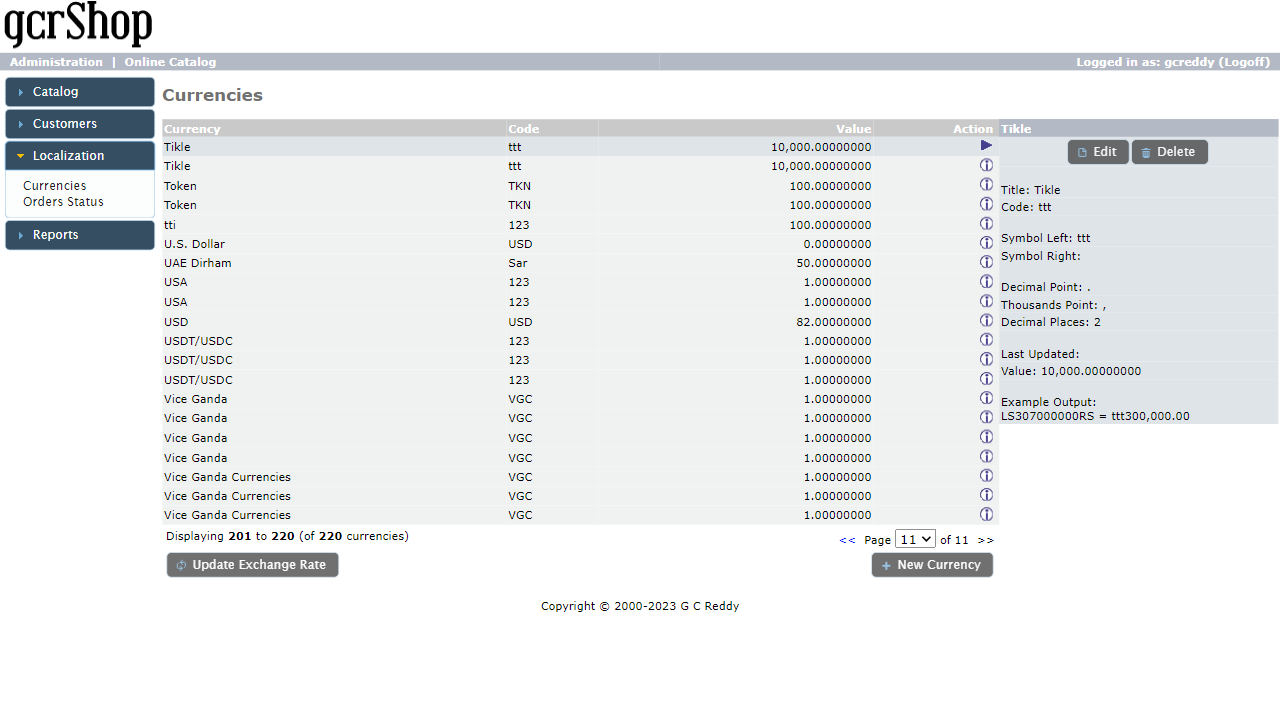 gcrShop
Administration | Online Catalog
Logged in as: gcreddy (Logoff)
Catalog
Customers
Localization
Currencies
Orders Status
Reports
Currencies
Currency Code Value Action
Tikle ttt 10,000.00000000
Tikle ttt 10,000.00000000
Token TKN 100.00000000
Token TKN 100.00000000
tti 123 100.00000000
U.S. Dollar USD 0.00000000
UAE Dirham Sar 50.00000000
USA 123 1.00000000
USA 123 1.00000000
USD USD 82.00000000
USDT/USDC 123 1.00000000
USDT/USDC 123 1.00000000
USDT/USDC 123 1.00000000
Vice Ganda VGC 1.00000000
Vice Ganda VGC 1.00000000
Vice Ganda VGC 1.00000000
Vice Ganda VGC 1.00000000
Vice Ganda Currencies VGC 1.00000000
Vice Ganda Currencies VGC 1.00000000
Vice Ganda Currencies VGC 1.00000000
Displaying 201 to 220 (of 220 currencies)
<< Page 11 of 11 >>
Update Exchange Rate
New Currency
Tikle
Edit Delete
Title: Tikle
Code: ttt
Symbol Left: ttt
Symbol Right:
Decimal Point: .
Thousands Point: ,
Decimal Places: 2
Last Updated:
Value: 10,000.00000000
Example Output:
LS307000000RS = ttt300,000.00
Copyright © 2000-2023 G C Reddy